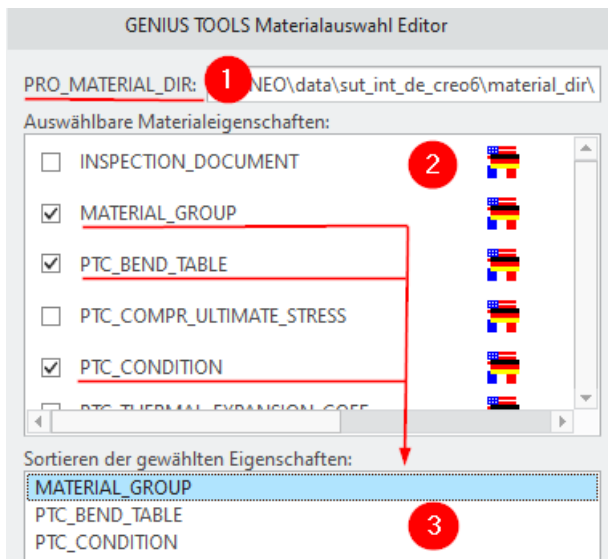 GENIUS TOOLS Materialauswahl Editor
PRO_MATERIAL_DIR: 1 NEO\data\sut_int_de_creo6\material_dir\
Auswählbare Materialeigenschaften:
INSPECTION_DOCUMENT 2
MATERIAL_GROUP
PTC_BEND_TABLE
PTC_COMPR_ULTIMATE_STRESS
PTC_CONDITION
PTC_THERMAL_EXPANSION_COEF
Sortieren der gewählten Eigenschaften:
MATERIAL_GROUP
PTC_BEND_TABLE 3
PTC_CONDITION